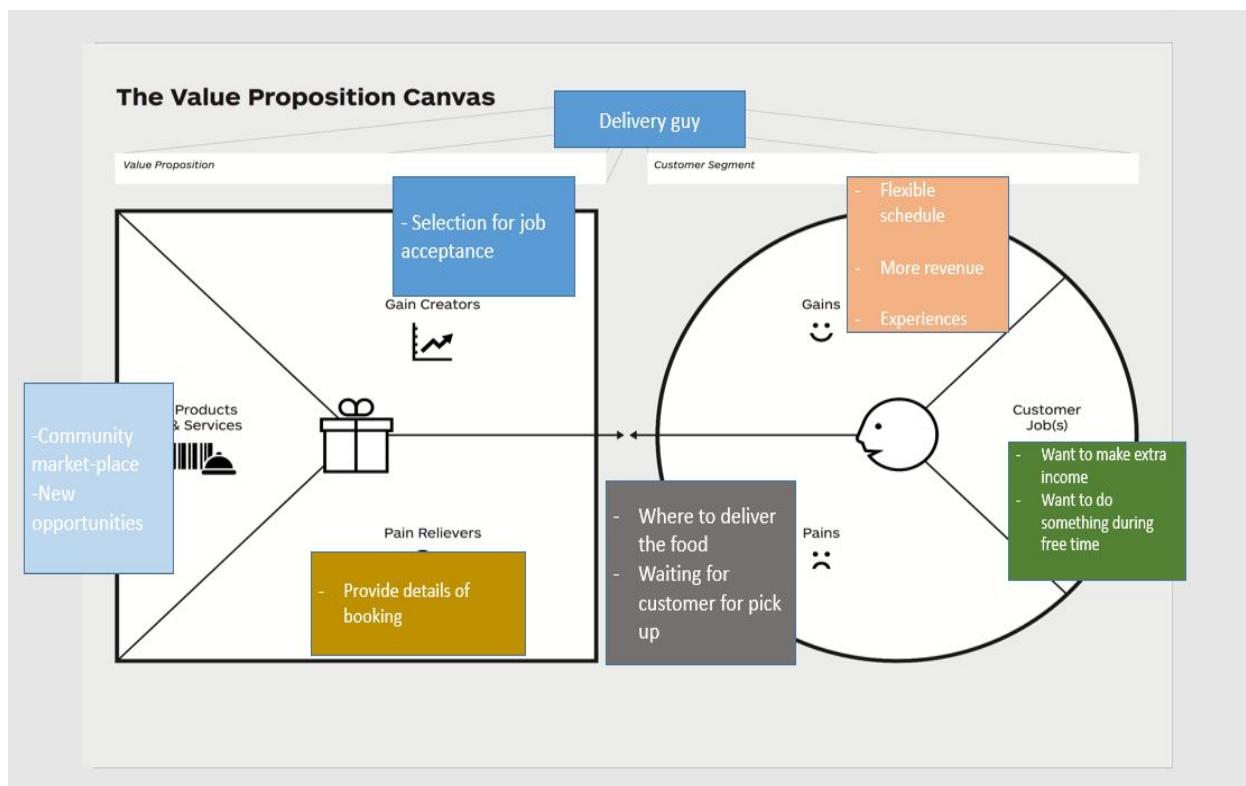 The Value Proposition Canvas
Delivery guy
Value Proposition
Customer Segment
- Selection for job
acceptance
Gain Creators
- Flexible
schedule
- More revenue
- Experiences
Gains
Products
& Services
-Community
market-place
-New
opportunities
Customer
Job(s)
- Want to make extra
income
- Want to do
something during
free time
Pain Relievers
- Provide details of
booking
- Where to deliver
the food
- Waiting for
customer for pick
up
Pains